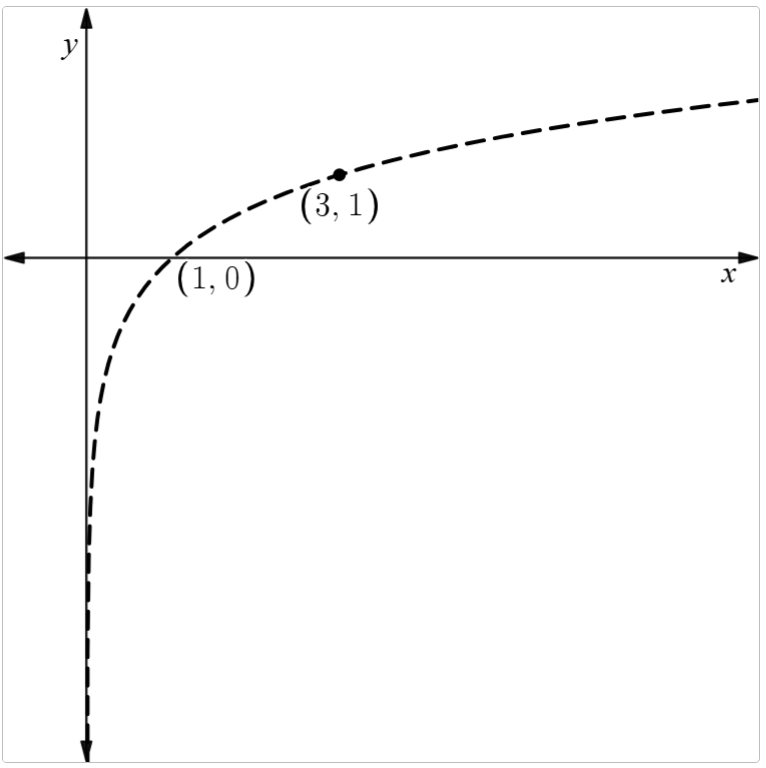 y
(3, 1)
(1, 0)
x